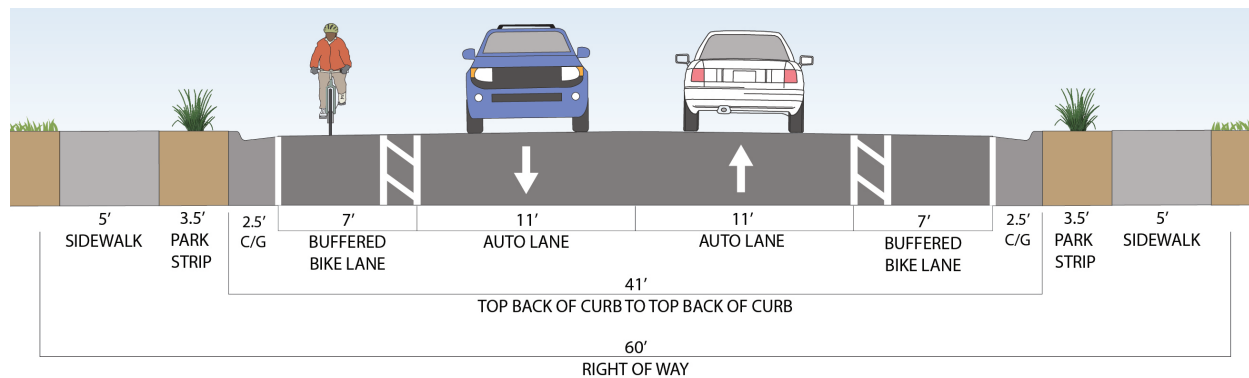 5’
SIDEWALK
3.5’
PARK
STRIP
2.5’
C/G
7’
BUFFERED
BIKE LANE
11’
AUTO LANE
11’
AUTO LANE
7’
BUFFERED
BIKE LANE
2.5’
C/G
3.5’
PARK
STRIP
5’
SIDEWALK
41’
TOP BACK OF CURB TO TOP BACK OF CURB
60’
RIGHT OF WAY